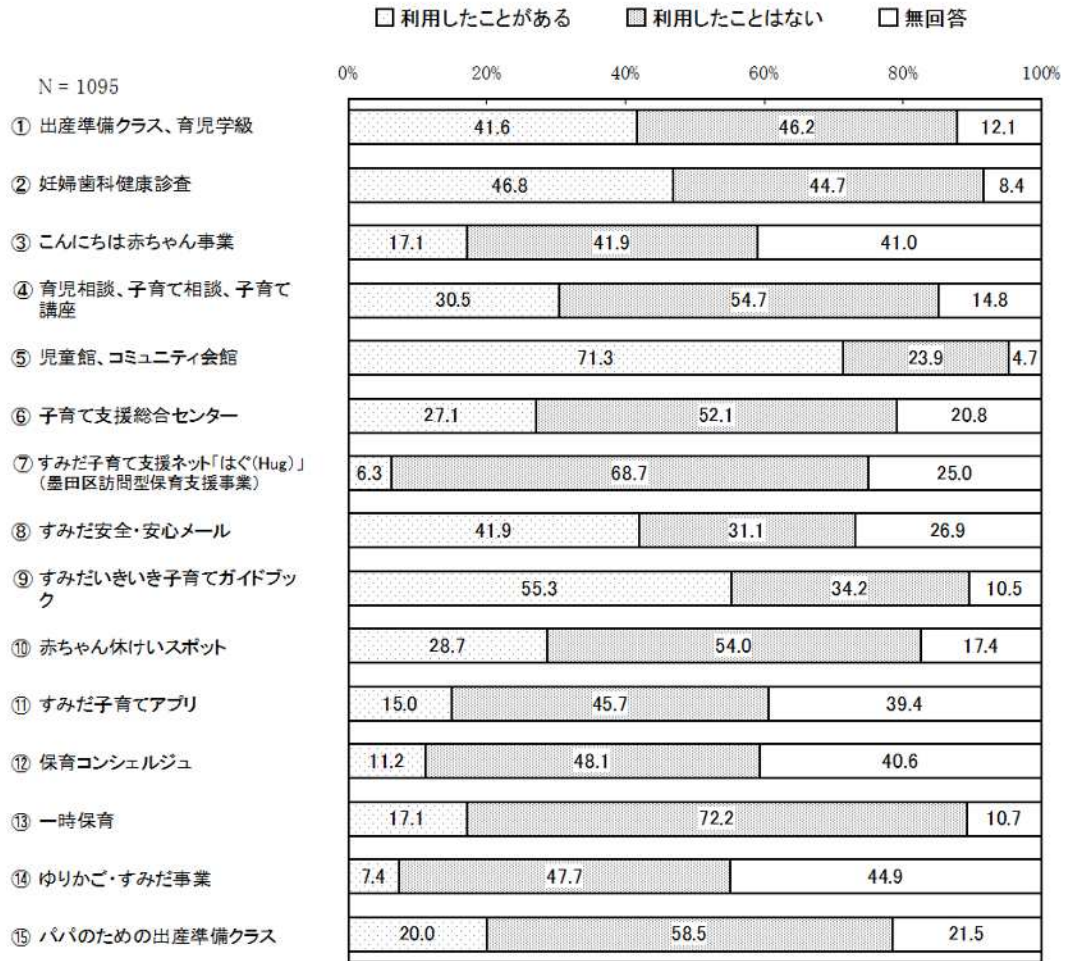 利用したことがある 利用したことはない 無回答
N = 1095
0% 20% 40% 60% 80% 100%
① 出産準備クラス、育児学級 41.6 46.2 12.1
② 妊婦歯科健康診査 46.8 44.7 8.4
③ こんにちは赤ちゃん事業 17.1 41.9 41.0
④ 育児相談、子育て相談、子育て
講座 30.5 54.7 14.8
⑤ 児童館、コミュニティ会館 71.3 23.9 4.7
⑥ 子育て支援総合センター 27.1 52.1 20.8
⑦ すみだ子育て支援ネット「はぐ(Hug)」
(墨田区訪問型保育支援事業) 6.3 68.7 25.0
⑧ すみだ安全・安心メール 41.9 31.1 26.9
⑨ すみだいきいき子育てガイドブッ
ク 55.3 34.2 10.5
⑩ 赤ちゃん休けいスポット 28.7 54.0 17.4
⑪ すみだ子育てアプリ 15.0 45.7 39.4
⑫ 保育コンシェルジュ 11.2 48.1 40.6
⑬ 一時保育 17.1 72.2 10.7
⑭ ゆりかご・すみだ事業 7.4 47.7 44.9
⑮ パパのための出産準備クラス 20.0 58.5 21.5